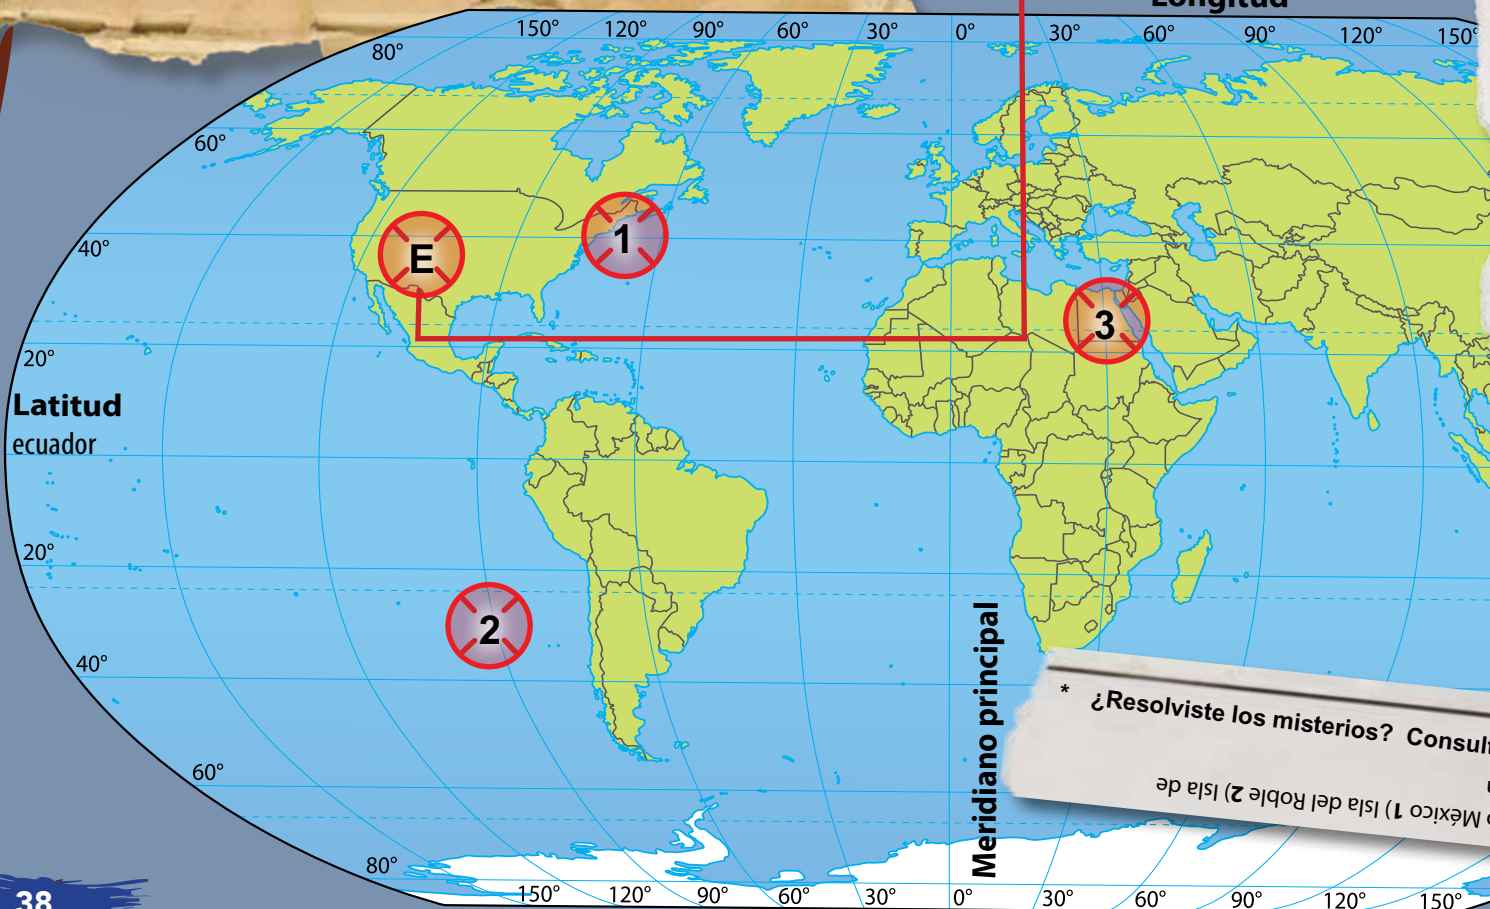 Longitud
150° 120° 90° 60° 30° 0° 30° 60° 90° 120° 150°
80°
60°
40°
20°
Latitud
ecuador
20°
40°
60°
80°
E
1
2
3
Meridiano principal
* ¿Resolviste los misterios? Consult
México 1) Isla del Roble 2) Isla de
150° 120° 90° 60° 30° 0° 30° 60° 90° 120° 150°
38